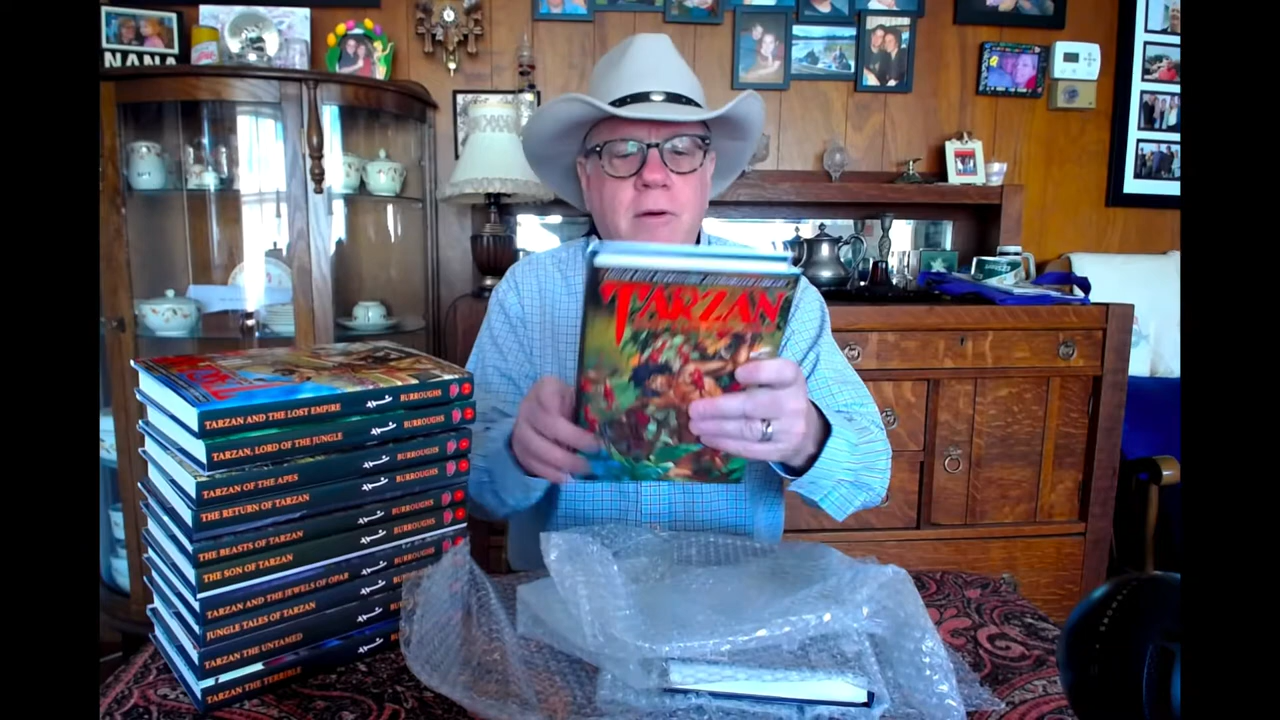 NANA
TARZAN
TARZAN AND THE LOST EMPIRE BURROUGHS
TARZAN, LORD OF THE JUNGLE BURROUGHS
TARZAN OF THE APES BURROUGHS
THE RETURN OF TARZAN BURROUGHS
THE BEASTS OF TARZAN BURROUGHS
THE SON OF TARZAN BURROUGHS
TARZAN AND THE JEWELS OF OPAR BURROUGHS
JUNGLE TALES OF TARZAN
TARZAN THE UNTAMED
TARZAN THE TERRIBLE